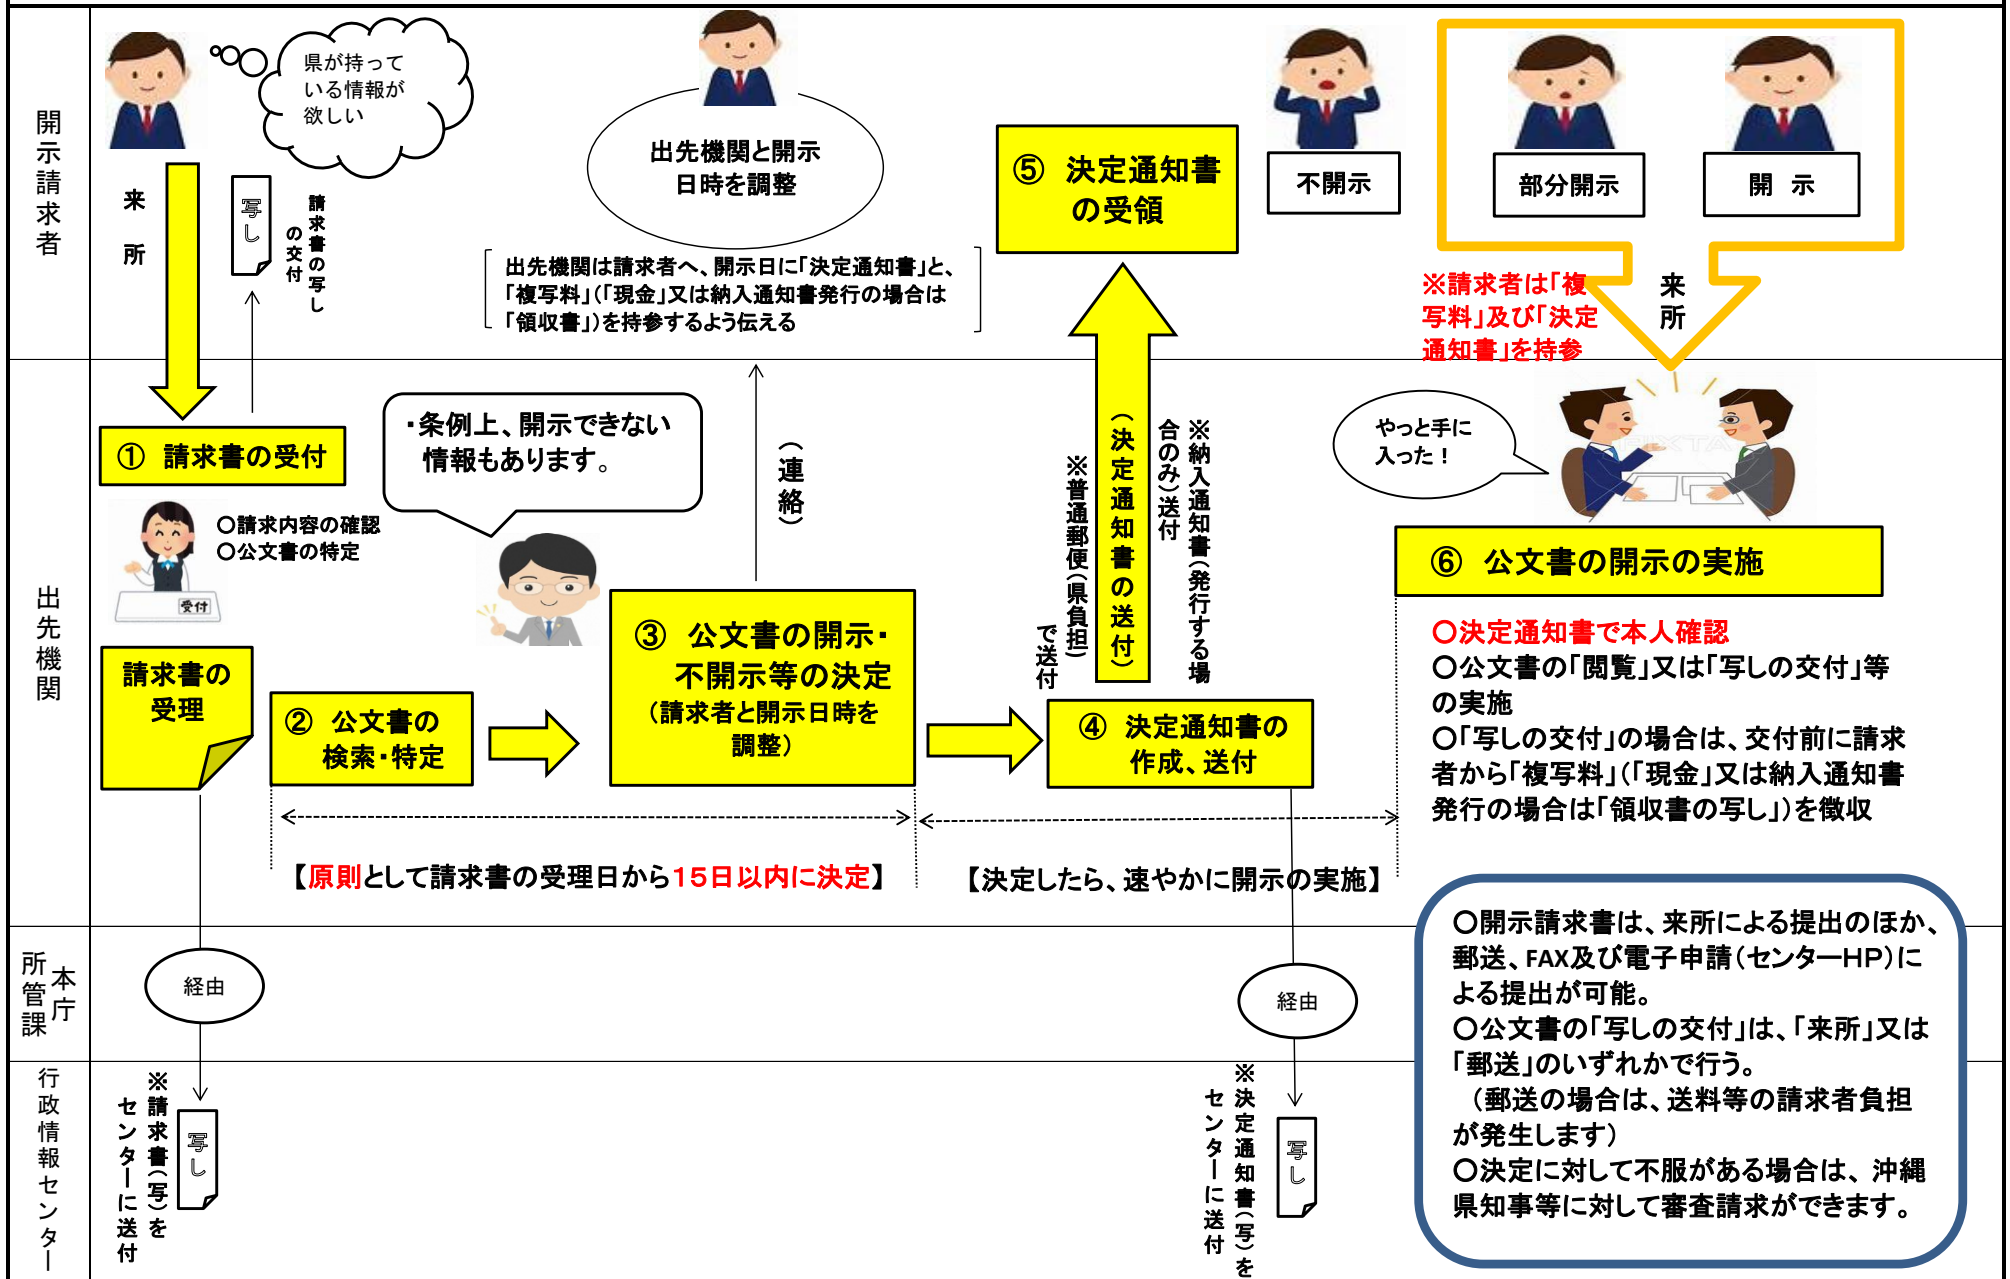 開示請求者
県が持って
いる情報が
欲しい
来所
写し
請求書の写し
の交付
出先機関と開示
日時を調整
出先機関は請求者へ、開示日に「決定通知書」と、
「複写料」(「現金」又は納入通知書発行の場合は
「領収書」)を持参するよう伝える
⑤ 決定通知書
の受領
不開示
部分開示
開 示
※請求者は「複
写料」及び「決定
通知書」を持参
来所
出先機関
① 請求書の受付
○請求内容の確認
○公文書の特定
受付
・条例上、開示できない
情報もあります。
(連絡)
請求書の
受理
② 公文書の
検索・特定
③ 公文書の開示・
不開示等の決定
(請求者と開示日時を
調整)
④ 決定通知書の
作成、送付
(決定通知書の送付)
※普通郵便(県負担)
で送付
※納入通知書(発行する場
合のみ)送付
やっと手に
入った!
PIXTA
⑥ 公文書の開示の実施
○決定通知書で本人確認
○公文書の「閲覧」又は「写しの交付」等
の実施
○「写しの交付」の場合は、交付前に請求
者から「複写料」(「現金」又は納入通知書
発行の場合は「領収書の写し」)を徴収
【原則として請求書の受理日から15日以内に決定】
【決定したら、速やかに開示の実施】
本庁
所管課
経由
経由
行政情報センター
※請求書(写)を
センターに送付
写し
※決定通知書(写)を
センターに送付
写し
○開示請求書は、来所による提出のほか、
郵送、FAX及び電子申請(センターHP)に
よる提出が可能。
○公文書の「写しの交付」は、「来所」又は
「郵送」のいずれかで行う。
(郵送の場合は、送料等の請求者負担
が発生します)
○決定に対して不服がある場合は、沖縄
県知事等に対して審査請求ができます。